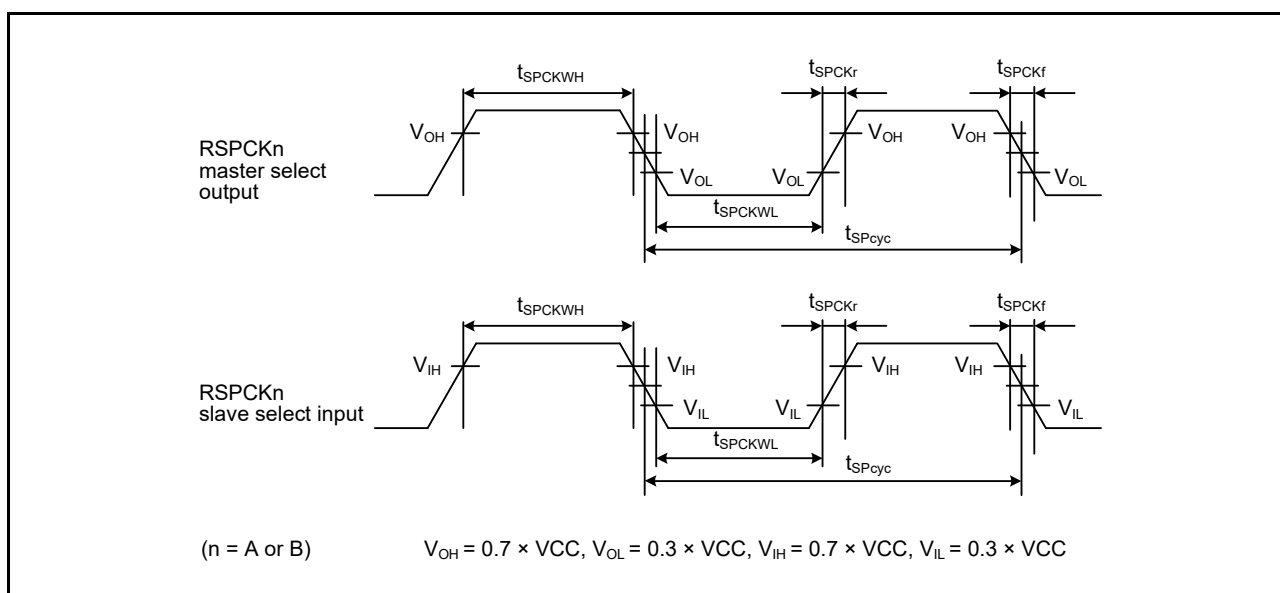 tSPCKWH
tSPCKr
tSPCKf
VOH
VOH
VOH
VOH
RSPCKn
master select
output
VOL
VOL
VOL
tSPCKWL
tSPcyc
tSPCKWH
tSPCKr
tSPCKf
VIH
VIH
VIH
VIH
RSPCKn
slave select input
VIL
VIL
VIL
tSPCKWL
tSPcyc
(n = A or B)
VOH = 0.7 × VCC, VOL = 0.3 × VCC, VIH = 0.7 × VCC, VIL = 0.3 × VCC